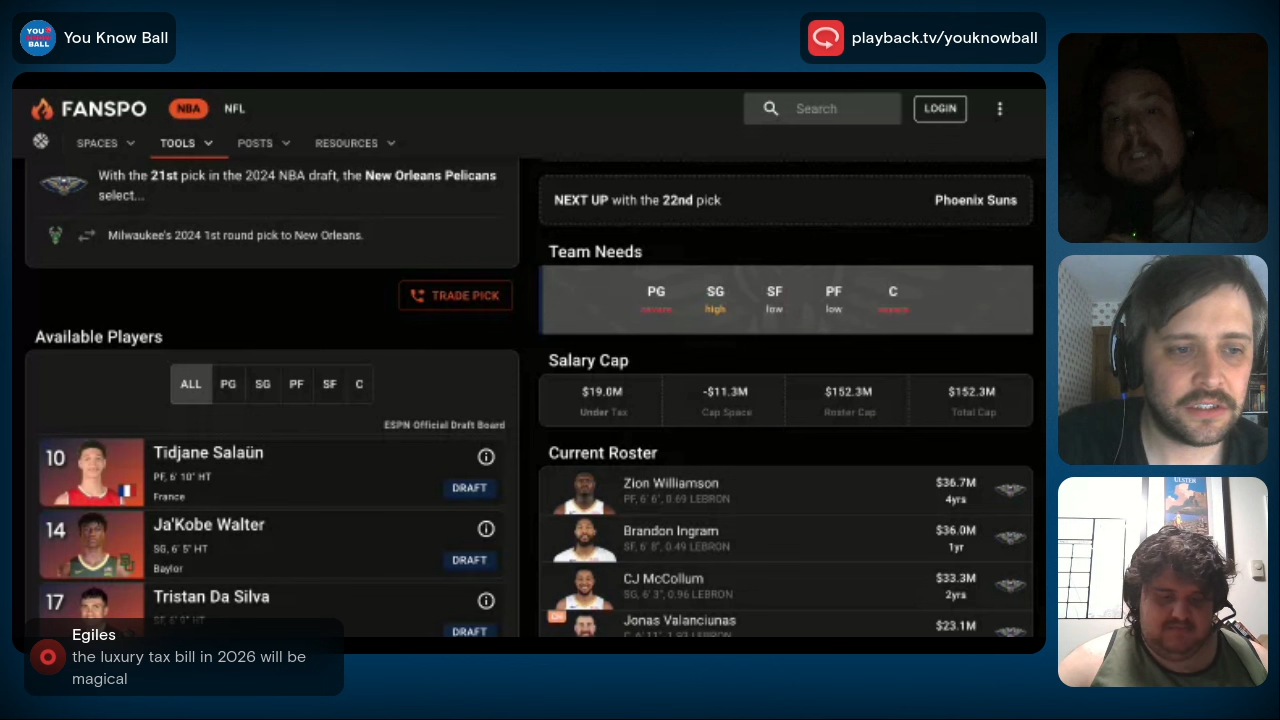 YOU
BALL
You Know Ball
playback.tv/youknowball
FANSPO
NBA
NFL
Search
LOGIN
SPACES
TOOLS
POSTS
RESOURCES
With the 21st pick in the 2024 NBA draft, the New Orleans Pelicans
select...
Milwaukee's 2024 1st round pick to New Orleans.
TRADE PICK
Available Players
ALL PG SG PF SF C
ESPN Official Draft Board
10
Tidjane Salaün
PF, 6' 10" HT
France
DRAFT
14
Ja'Kobe Walter
SG, 6' 5" HT
Baylor
DRAFT
17
Tristan Da Silva
SF, 6' 9" HT
DRAFT
NEXT UP with the 22nd pick
Phoenix Suns
Team Needs
PG SG SF PF C
high low low
Salary Cap
$19.0M -$11.3M $152.3M $152.3M
Under Tax Cap Space Roster Cap Total Cap
Current Roster
Zion Williamson
PF, 6' 6", 0.69 LEBRON
$36.7M
4yrs
Brandon Ingram
SF, 6' 8", 0.49 LEBRON
$36.0M
1yr
CJ McCollum
SG, 6' 3", 0.96 LEBRON
$33.3M
2yrs
Jonas Valanciunas
$23.1M
Egiles
the luxury tax bill in 2026 will be
magical
ULSTER